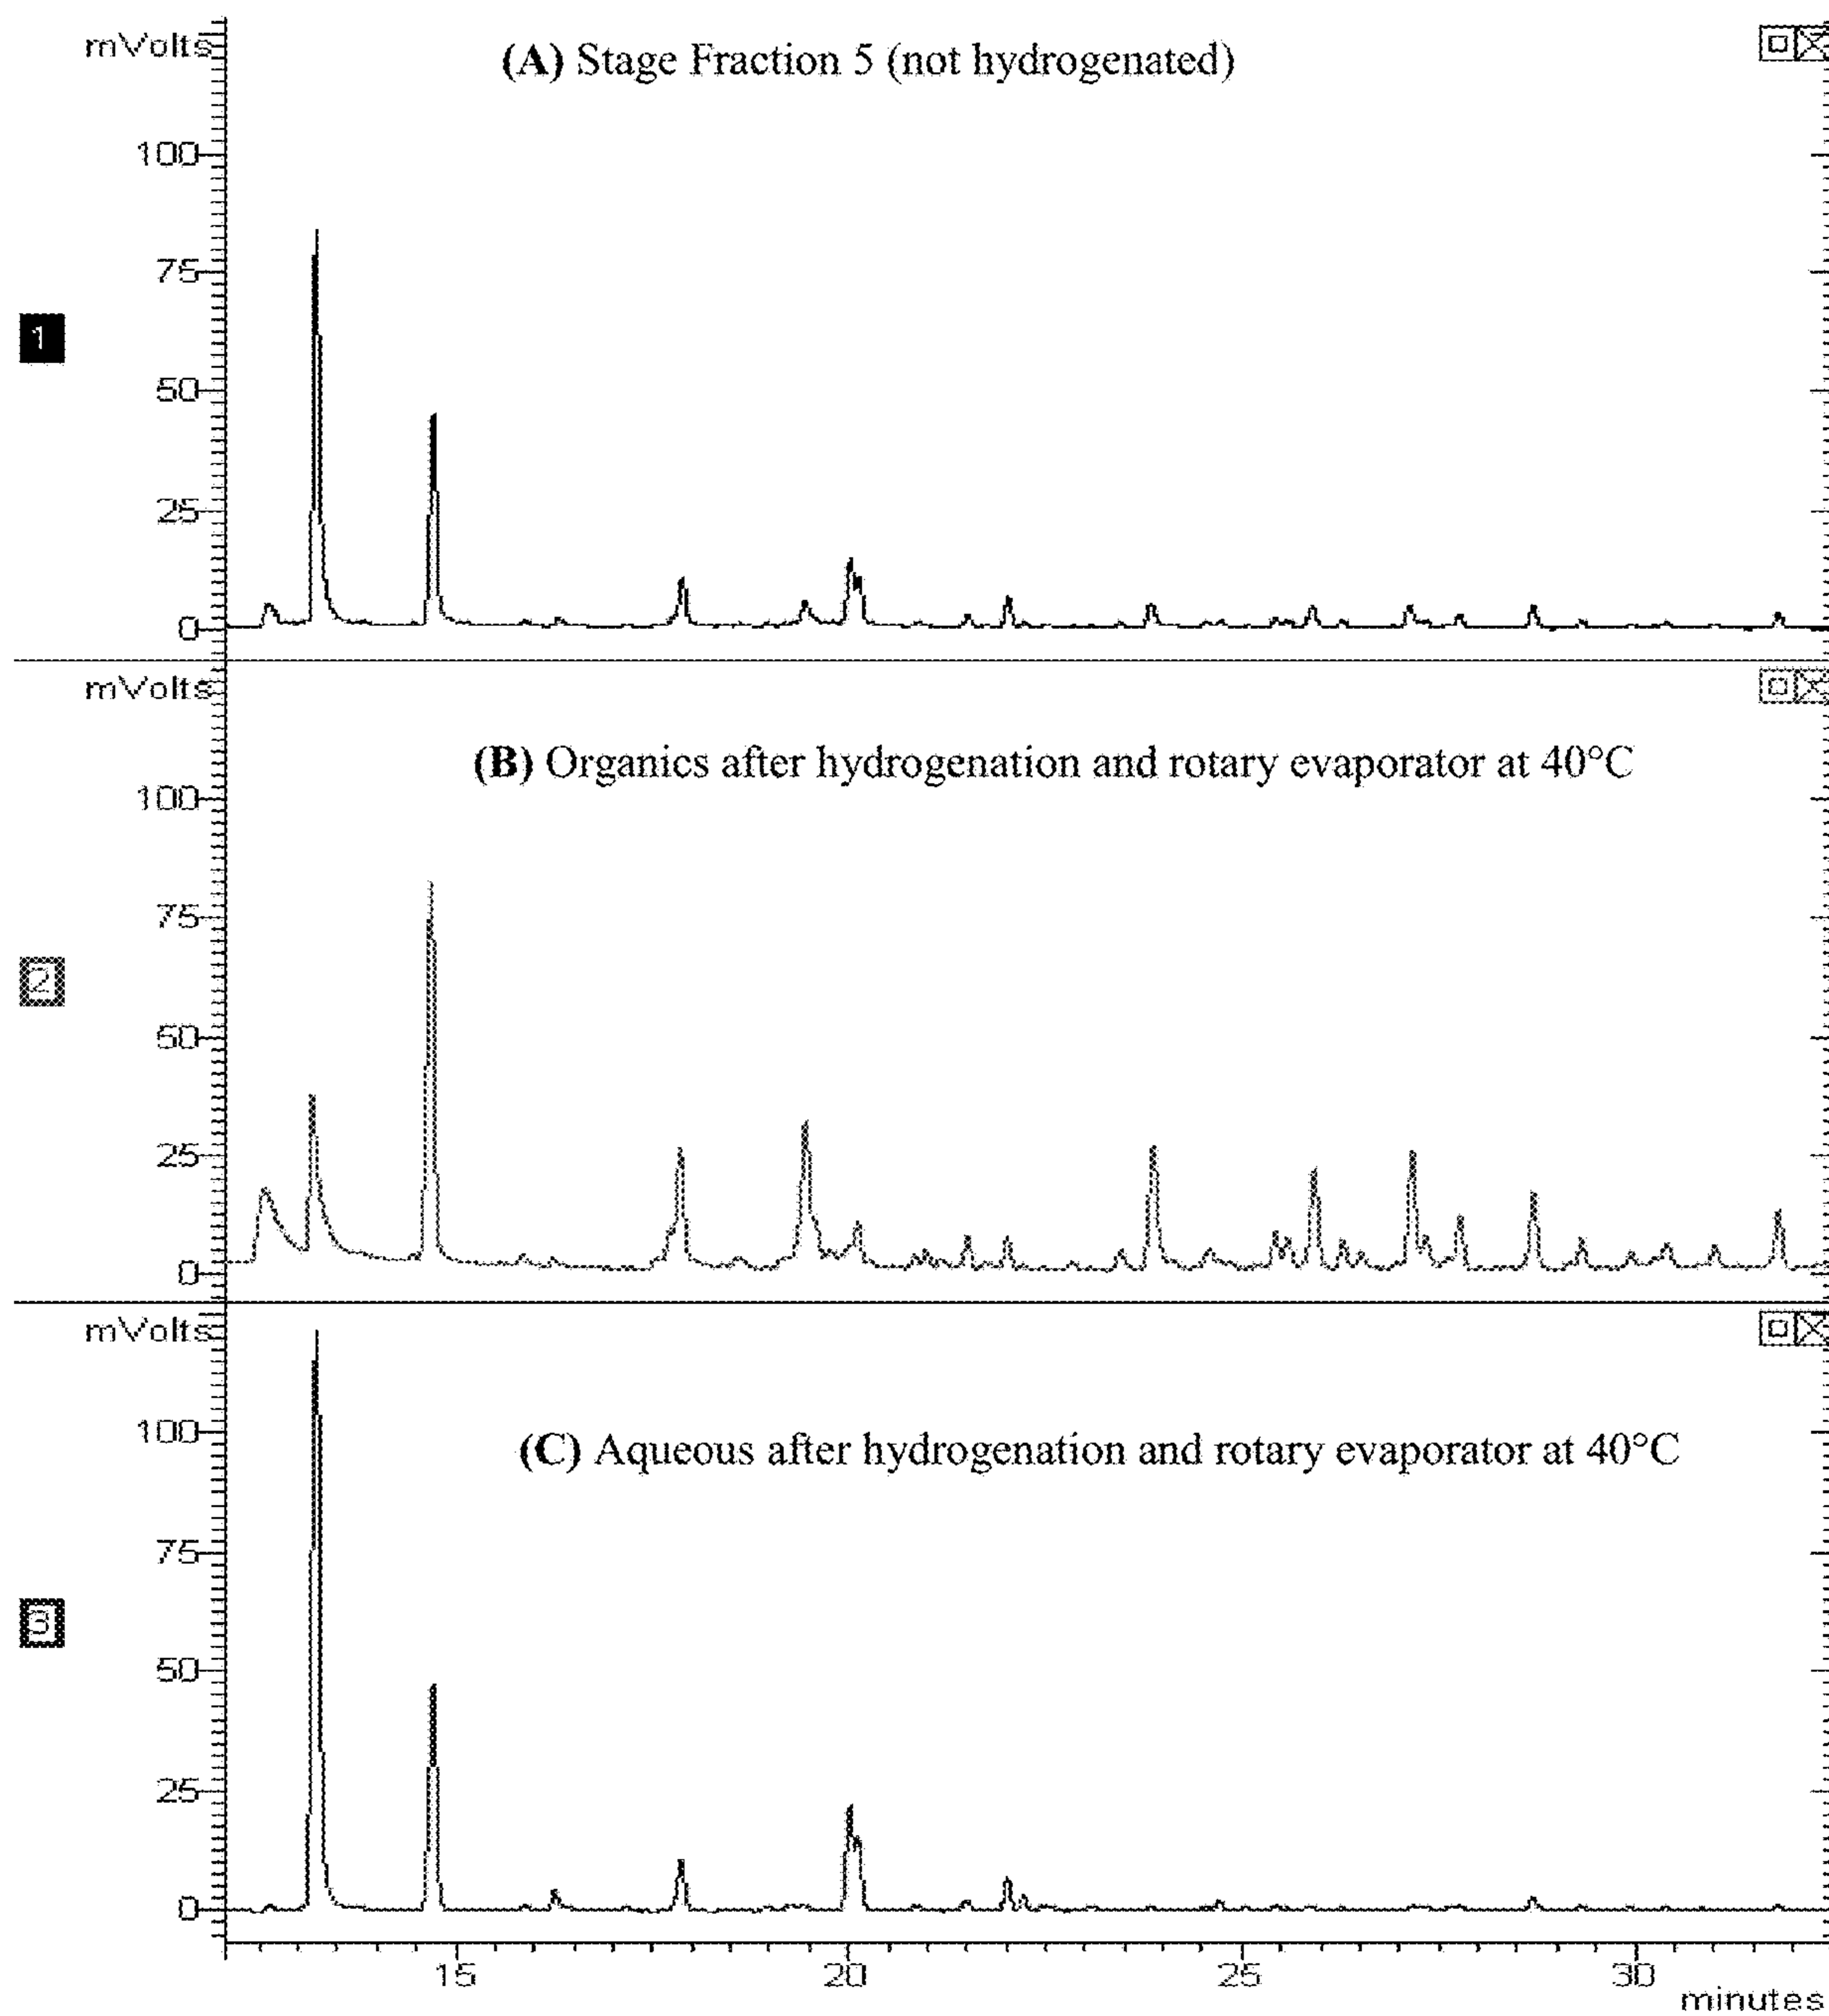 mVolts
(A) Stage Fraction 5 (not hydrogenated)
100
75
1
50
25
0
mVolts
(B) Organics after hydrogenation and rotary evaporator at 40°C
100
75
2
50
25
0
mVolts
100
(C) Aqueous after hydrogenation and rotary evaporator at 40°C
75
3
50
25
0
15 20 25 30
minutes